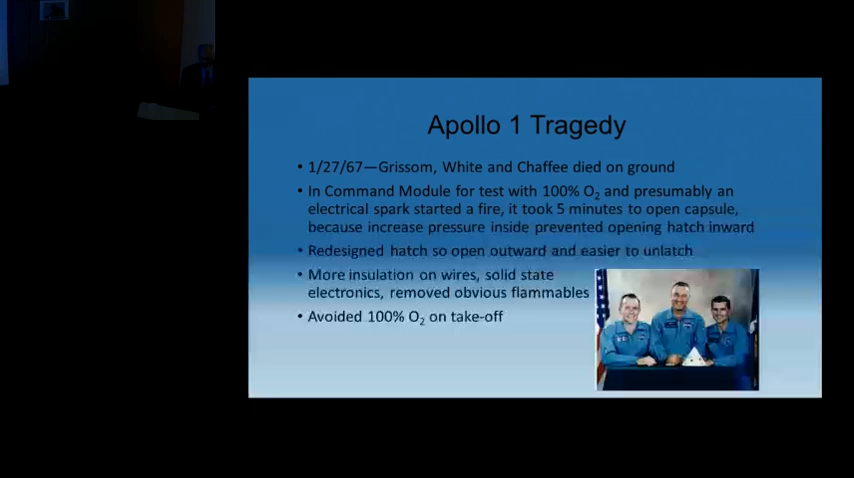 Apollo 1 Tragedy
• 1/27/67—Grissom, White and Chaffee died on ground
• In Command Module for test with 100% O₂ and presumably an
electrical spark started a fire, it took 5 minutes to open capsule,
because increase pressure inside prevented opening hatch inward
• Redesigned hatch so open outward and easier to unlatch
• More insulation on wires, solid state
electronics, removed obvious flammables
• Avoided 100% O₂ on take-off